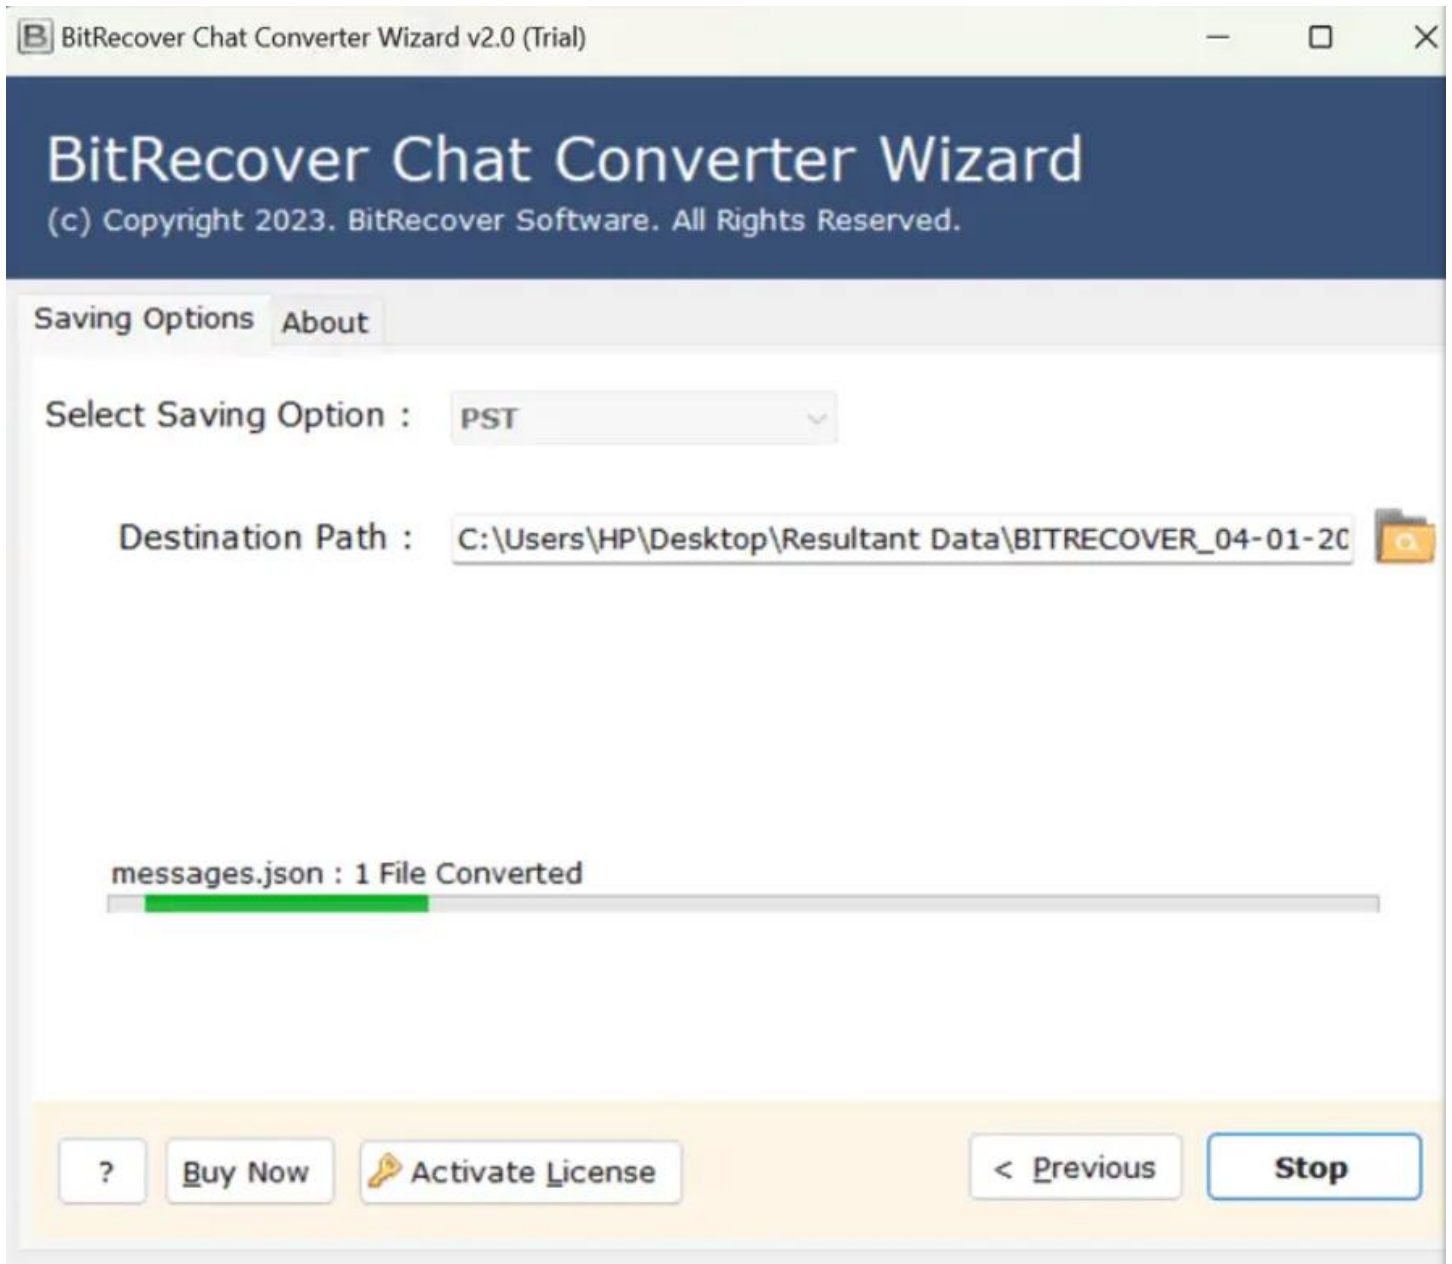 BitRecover Chat Converter Wizard v2.0 (Trial)
BitRecover Chat Converter Wizard
(c) Copyright 2023. BitRecover Software. All Rights Reserved.
Saving Options About
Select Saving Option : PST
Destination Path : C:\Users\HP\Desktop\Resultant Data\BITRECOVER_04-01-20
messages.json : 1 File Converted
? Buy Now Activate License < Previous Stop